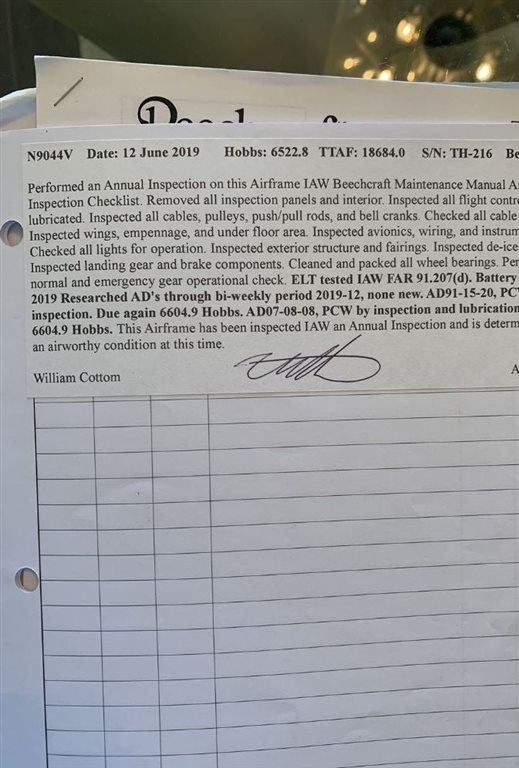 N9044V Date: 12 June 2019 Hobbs: 6522.8 TTAF: 18684.0 S/N: TH-216 Be
Performed an Annual Inspection on this Airframe IAW Beechcraft Maintenance Manual A
Inspection Checklist. Removed all inspection panels and interior. Inspected all flight contr
lubricated. Inspected all cables, pulleys, push/pull rods, and bell cranks. Checked all cable
Inspected wings, empennage, and under floor area. Inspected avionics, wiring, and instrum
Checked all lights for operation. Inspected exterior structure and fairings. Inspected de-ice
Inspected landing gear and brake components. Cleaned and packed all wheel bearings. Per
normal and emergency gear operational check. ELT tested IAW FAR 91.207(d). Battery
2019 Researched AD's through bi-weekly period 2019-12, none new. AD91-15-20, PC
inspection. Due again 6604.9 Hobbs. AD07-08-08, PCW by inspection and lubrication
6604.9 Hobbs. This Airframe has been inspected IAW an Annual Inspection and is determ
an airworthy condition at this time.
William Cottom A